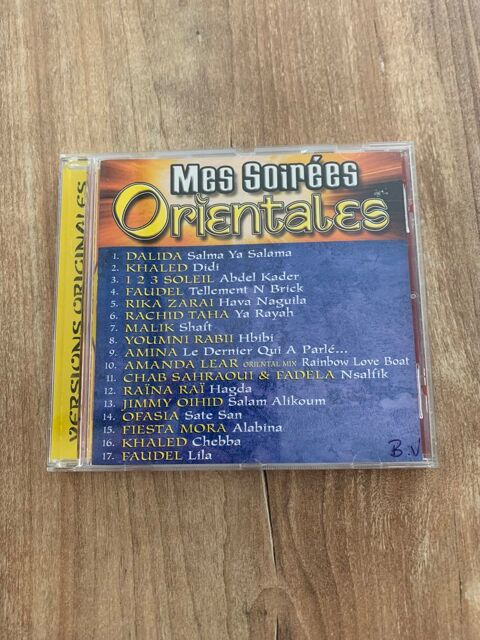 Mes Soirées
Orientales
VERSIONS ORIGINALES
1. DALIDA Salma Ya Salama
2. KHALED Didi
3. 1 2 3 SOLEIL Abdel Kader
4. FAUDEL Tellement N Brick
5. RIKA ZARAI Hava Naguila
6. RACHID TAHA Ya Rayah
7. MALIK Shaft
8. YOUMNI RABII Hbibi
9. AMINA Le Dernier Qui A Parlé...
10. AMANDA LEAR ORIENTAL MIX Rainbow Love Boat
11. CHAB SAHRAOUI & FADELA Nsalfik
12. RAÏNA RAÏ Hagda
13. JIMMY OIHID Salam Alikoum
14. OFASIA Sate San
15. FIESTA MORA Alabina
16. KHALED Chebba
17. FAUDEL Lila
B.V